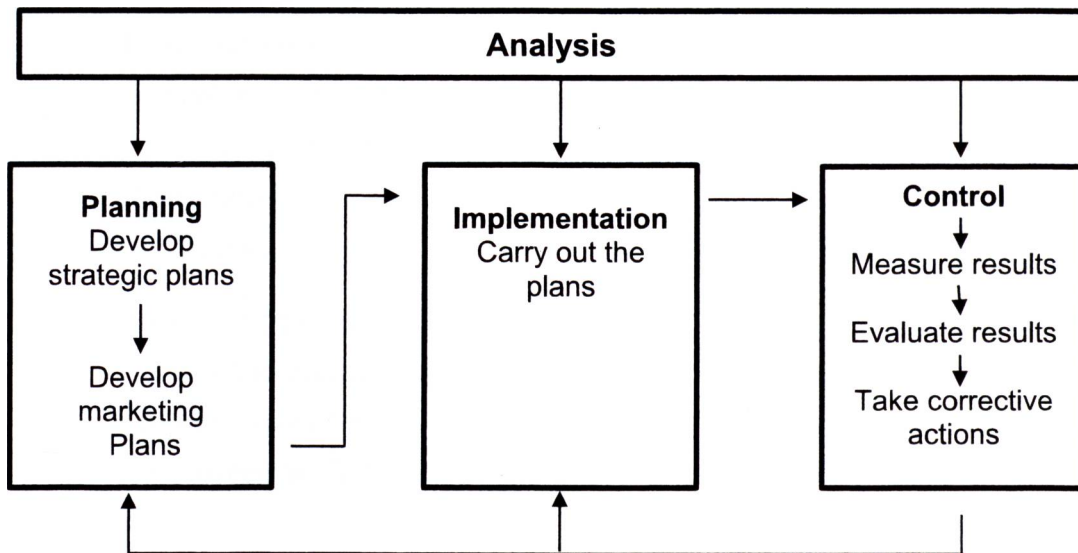 Analysis
Planning
Develop
strategic plans
Develop
marketing
Plans
Implementation
Carry out the
plans
Control
Measure results
Evaluate results
Take corrective
actions